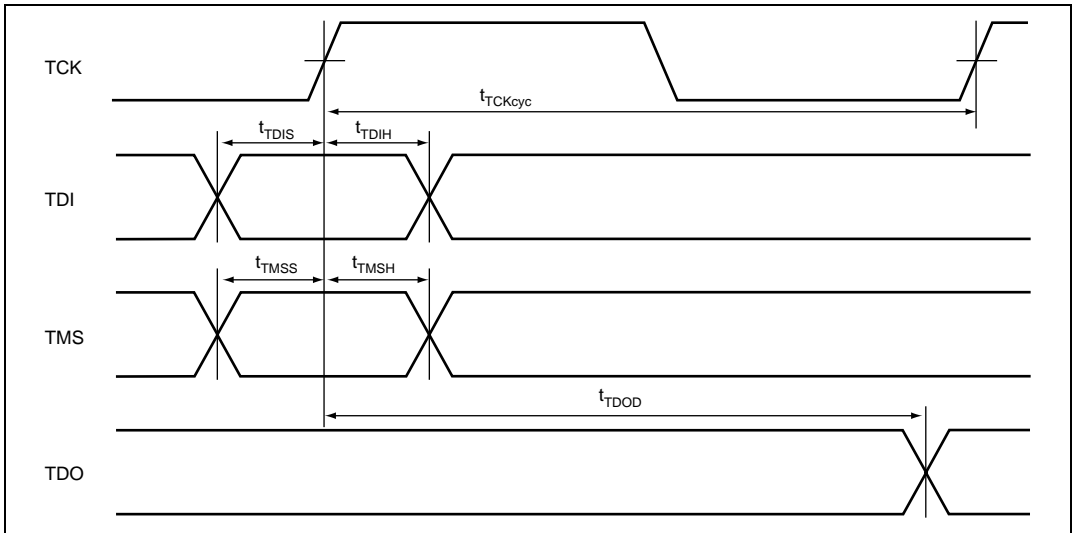 TCK
tTCKcyc
tTDIS tTDIH
TDI
tTMSS tTMSH
TMS
tTDOD
TDO